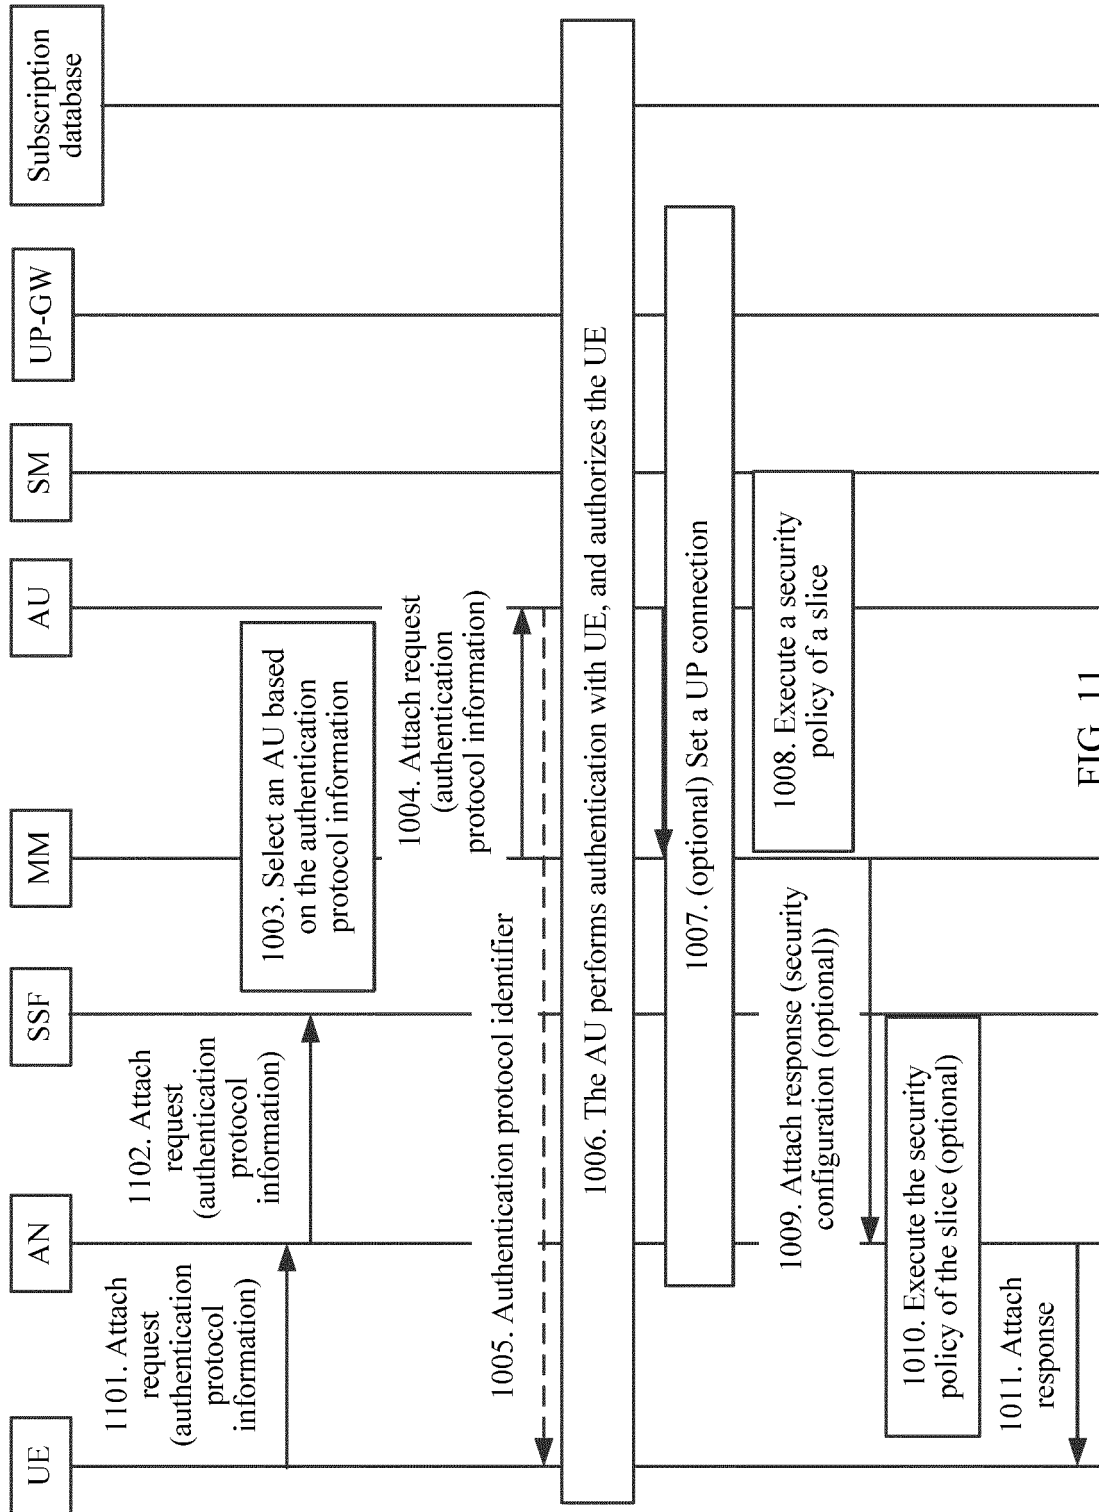 UE
AN
SSF
MM
AU
SM
UP-GW
Subscription
database
1101. Attach
request
(authentication
protocol
information)
1102. Attach
request
(authentication
protocol
information)
1003. Select an AU based
on the authentication
protocol information
1004. Attach request
(authentication
protocol information)
1005. Authentication protocol identifier
1006. The AU performs authentication with UE, and authorizes the UE
1007. (optional) Set a UP connection
1008. Execute a security
policy of a slice
1009. Attach response (security
configuration (optional))
1010. Execute the security
policy of the slice (optional)
1011. Attach
response
FIG. 11